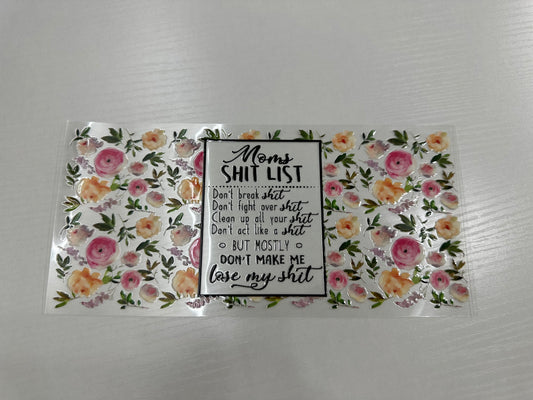 Moms
SHIT LIST
Don't break shit
Don't fight over shit
Clean up all your shit
Don't act like a shit
BUT MOSTLY
DON'T MAKE ME
lose my shit